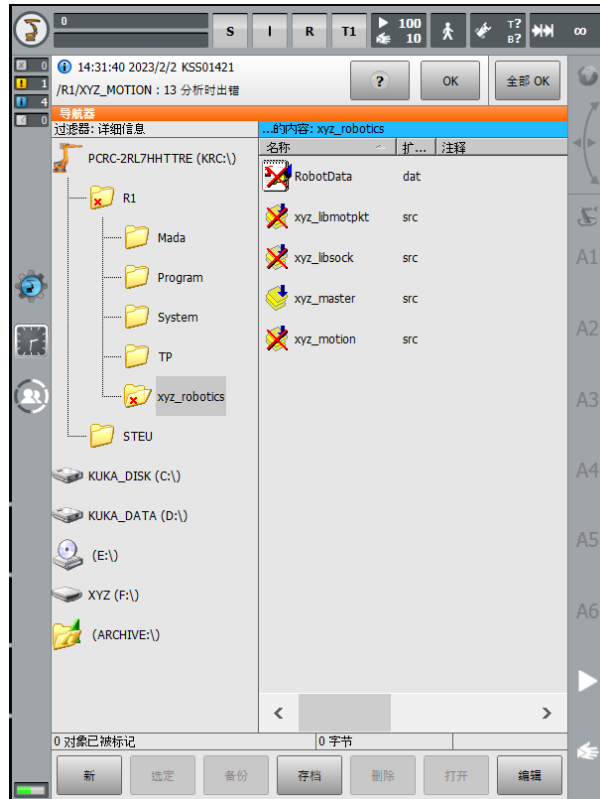 0
S I R T1 100 10 T? B? ∞
0 14:31:40 2023/2/2 KSS01421
1 /R1/XYZ_MOTION : 13 分析时出错 ? OK 全部 OK
4
0 导航器
过滤器: 详细信息 ...的内容: xyz_robotics
名称 扩... 注释
PCRC-2RL7HHTTRE (KRC:\)
R1
Mada
Program
System
TP
xyz_robotics
STEU
KUKA_DISK (C:\)
KUKA_DATA (D:\)
(E:\)
XYZ (F:\)
(ARCHIVE:\)
RobotData dat
xyz_libmotpkt src
xyz_libsock src
xyz_master src
xyz_motion src
A1
A2
A3
A4
A5
A6
0 对象已被标记 0 字节
新 选定 备份 存档 删除 打开 编辑